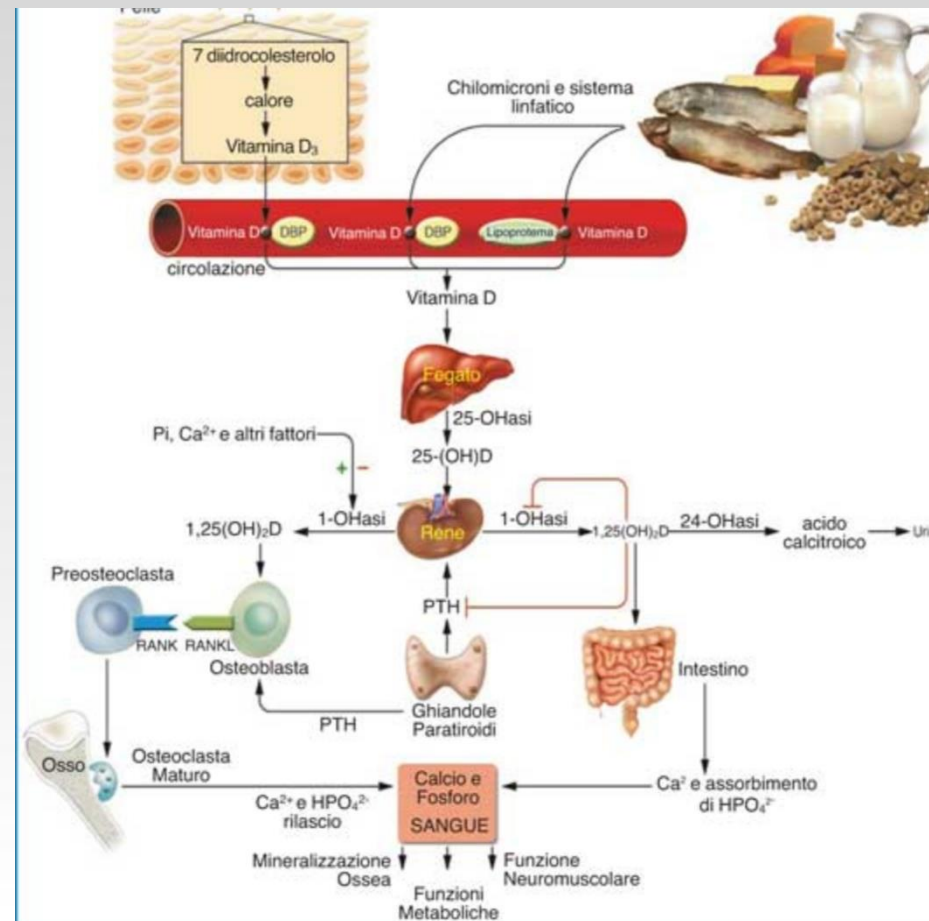 Pelle
7 diidrocolesterolo
calore
Vitamina D₃
Chilomicroni e sistema
linfatico
Vitamina D DBP Vitamina D DBP Lipoproteina Vitamina D
circolazione
Vitamina D
Fegato
25-OHasi
25-(OH)D
Pi, Ca²⁺ e altri fattori
+ −
1,25(OH)₂D 1-OHasi Rene 1-OHasi 1,25(OH)₂D 24-OHasi acido
calcitroico
Preosteoclasta
PTH
RANK RANKL
Osteoblasta
Intestino
PTH
Ghiandole
Paratiroidi
Osso
Osteoclasta
Maturo
Ca²⁺ e HPO₄²⁻
rilascio
Calcio e
Fosforo
SANGUE
Ca² e assorbimento
di HPO₄²⁻
Mineralizzazione
Ossea
Funzioni
Metaboliche
Funzione
Neuromuscolare